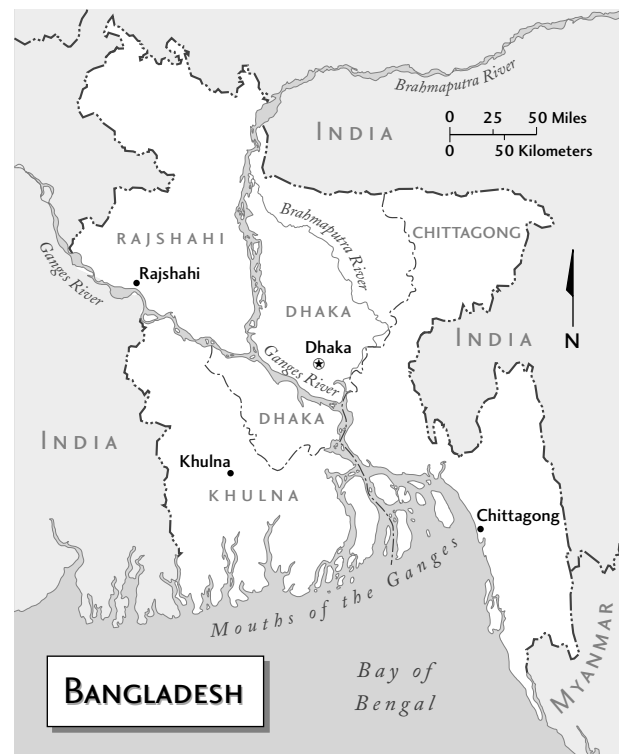 Brahmaputra River
INDIA
0 25 50 Miles
0 50 Kilometers
Brahmaputra River
RAJSHAHI
CHITTAGONG
Ganges River
Rajshahi
DHAKA
N
Dhaka
INDIA
Ganges River
DHAKA
INDIA
Khulna
KHULNA
Chittagong
Mouths of the Ganges
MYANMAR
BANGLADESH
Bay of
Bengal